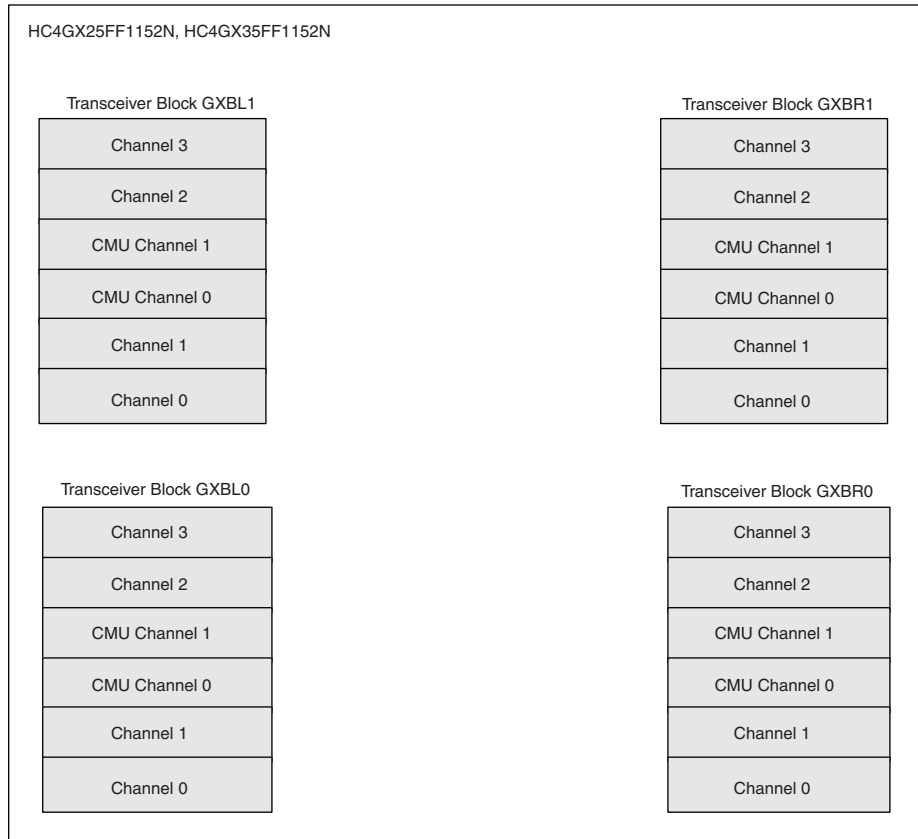 HC4GX25FF1152N, HC4GX35FF1152N
Transceiver Block GXBL1
Channel 3
Channel 2
CMU Channel 1
CMU Channel 0
Channel 1
Channel 0
Transceiver Block GXBR1
Channel 3
Channel 2
CMU Channel 1
CMU Channel 0
Channel 1
Channel 0
Transceiver Block GXBL0
Channel 3
Channel 2
CMU Channel 1
CMU Channel 0
Channel 1
Channel 0
Transceiver Block GXBR0
Channel 3
Channel 2
CMU Channel 1
CMU Channel 0
Channel 1
Channel 0